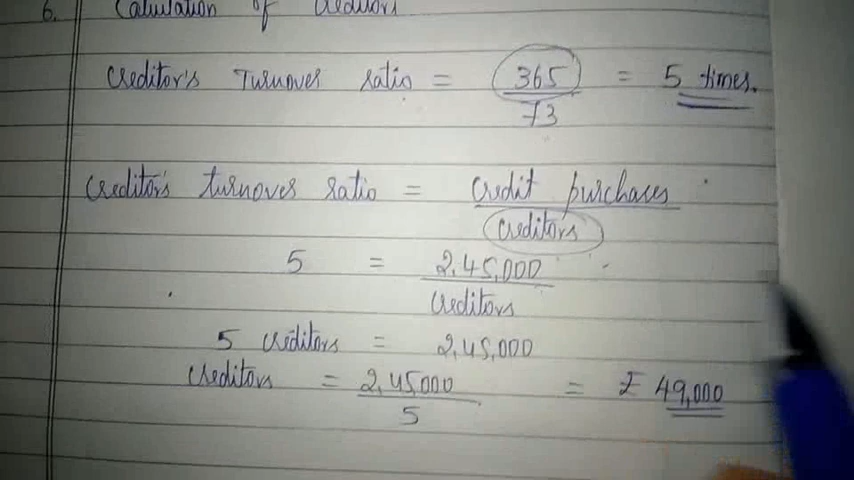 6. Calculation of Creditors
Creditor's Turnover ratio = 365 / 73 = 5 times.
Creditor's turnover ratio = Credit purchases / Creditors
5 = 2,45,000 / Creditors
5 Creditors = 2,45,000
Creditors = 2,45,000 / 5 = ₹ 49,000